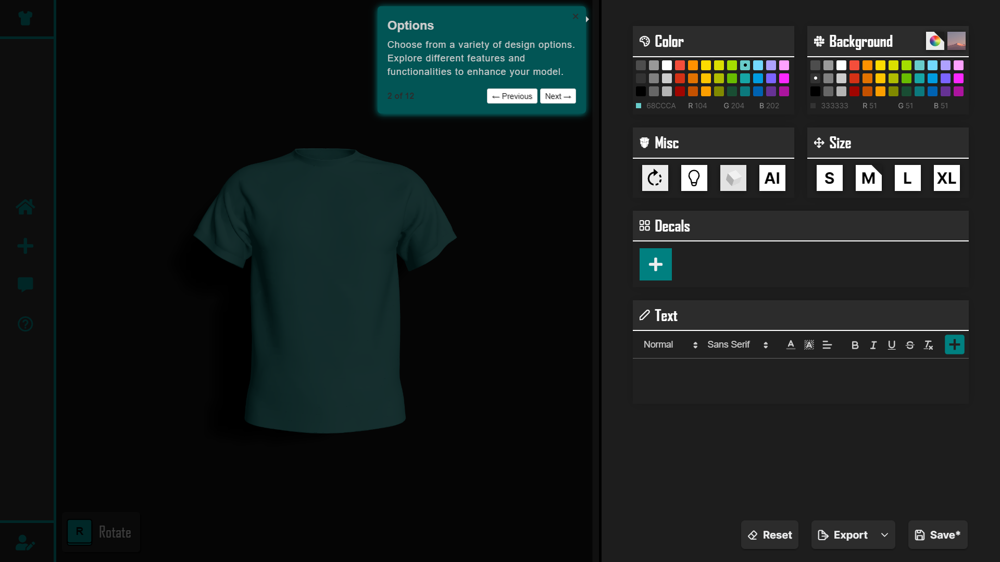 Options
Choose from a variety of design options.
Explore different features and
functionalities to enhance your model.
2 of 12
← Previous
Next →
Color
68CCCA R 104 G 204 B 202
Background
333333 R 51 G 51 B 51
Misc
AI
Size
S M L XL
Decals
Text
Normal Sans Serif
R Rotate
Reset Export Save*